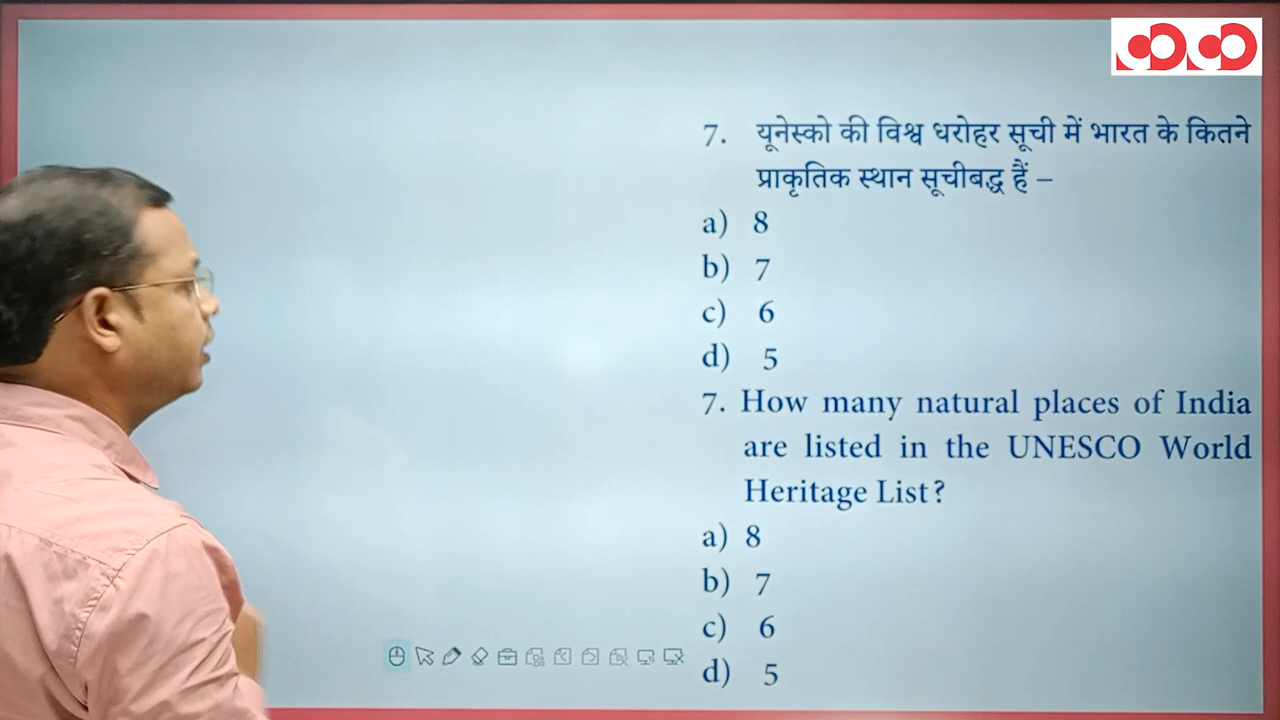 7. यूनेस्को की विश्व धरोहर सूची में भारत के कितने
प्राकृतिक स्थान सूचीबद्ध हैं –
a) 8
b) 7
c) 6
d) 5
7. How many natural places of India
are listed in the UNESCO World
Heritage List?
a) 8
b) 7
c) 6
d) 5